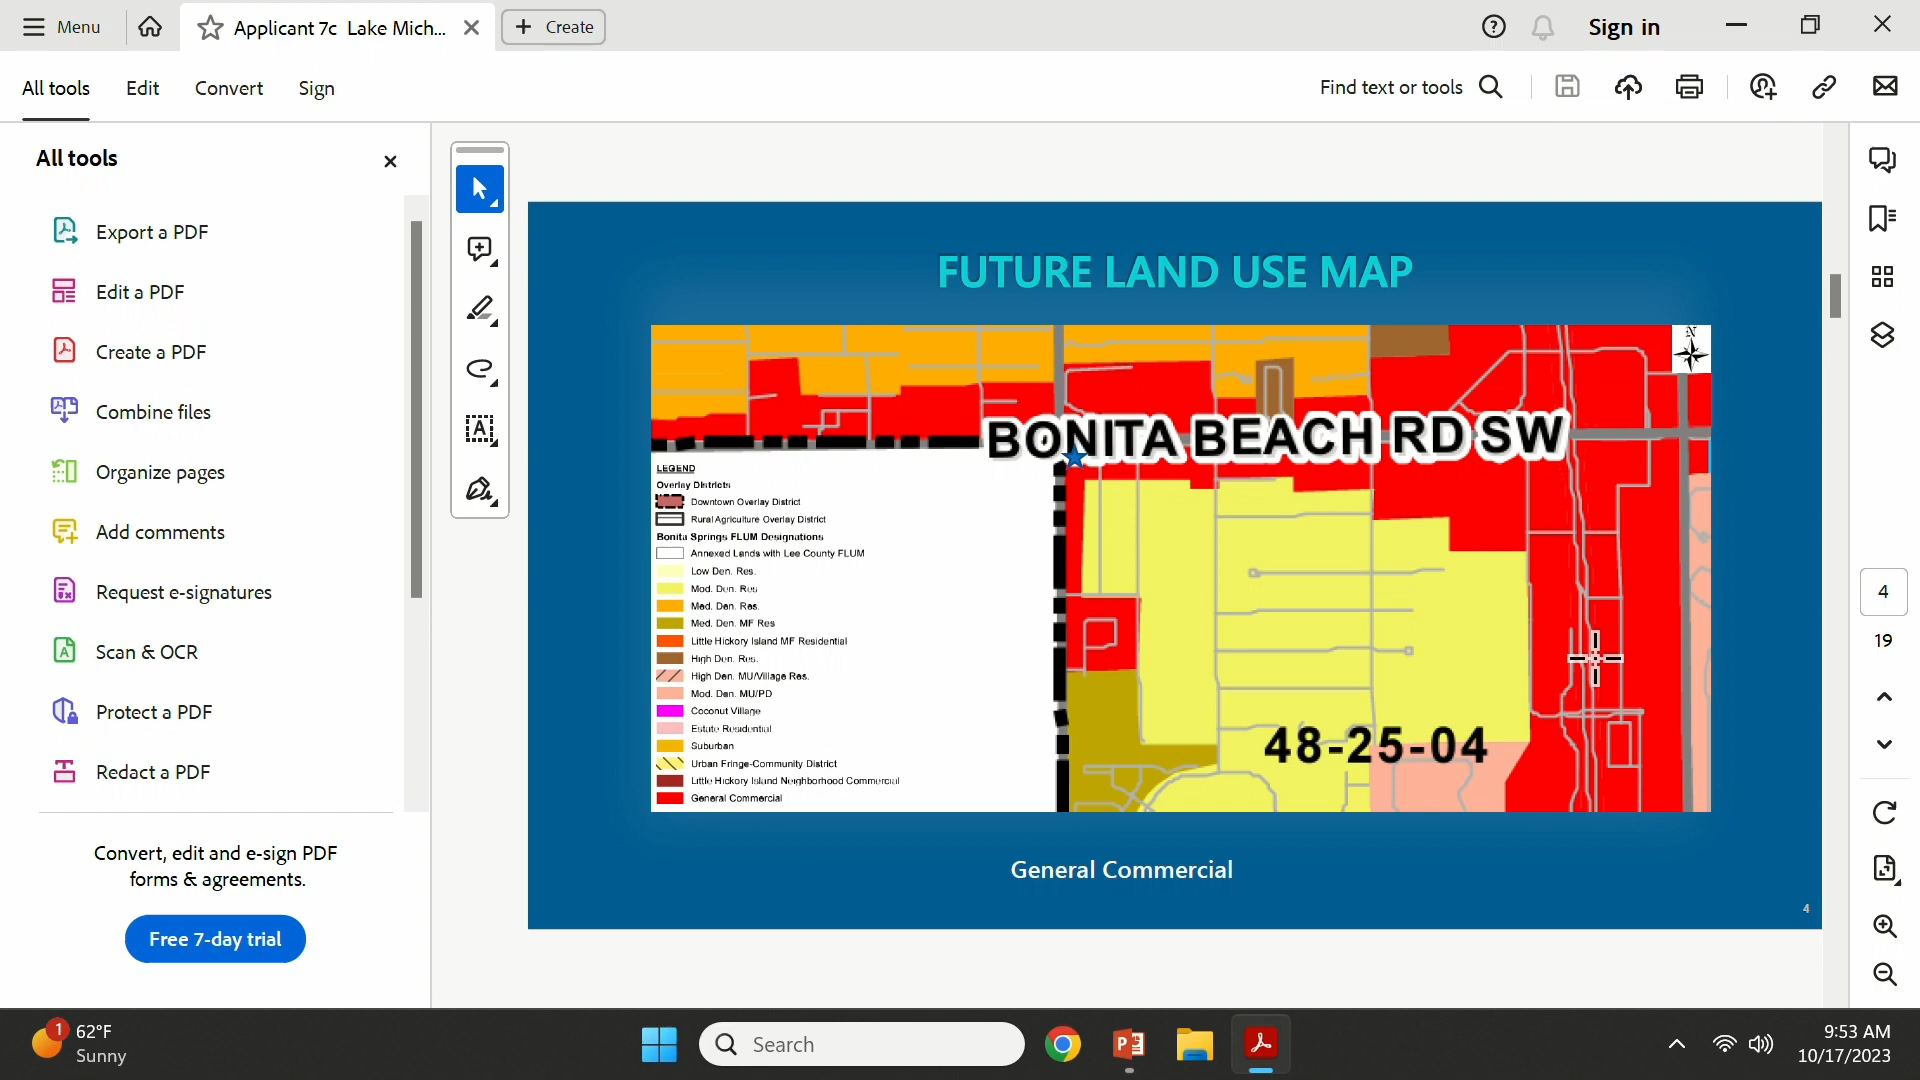 Menu
Applicant 7c Lake Mich...
Create
Sign in
All tools
Edit
Convert
Sign
Find text or tools
All tools
Export a PDF
Edit a PDF
Create a PDF
Combine files
Organize pages
Add comments
Request e-signatures
Scan & OCR
Protect a PDF
Redact a PDF
Convert, edit and e-sign PDF
forms & agreements.
Free 7-day trial
FUTURE LAND USE MAP
N
BONITA BEACH RD SW
LEGEND
Overlay Districts
Downtown Overlay District
Rural Agriculture Overlay District
Bonita Springs FLUM Designations
Annexed Lands with Lee County FLUM
Low Den. Res.
Mod. Den. Res
Med. Den. Res.
Med. Den. MF Res
Little Hickory Island MF Residential
High Den. Res.
High Den. MU/Village Res.
Mod. Den. MU/PD
Coconut Village
Estate Residential
Suburban
Urban Fringe-Community District
Little Hickory Island Neighborhood Commercial
General Commercial
48-25-04
General Commercial
4
4
19
1
62°F
Sunny
Search
9:53 AM
10/17/2023